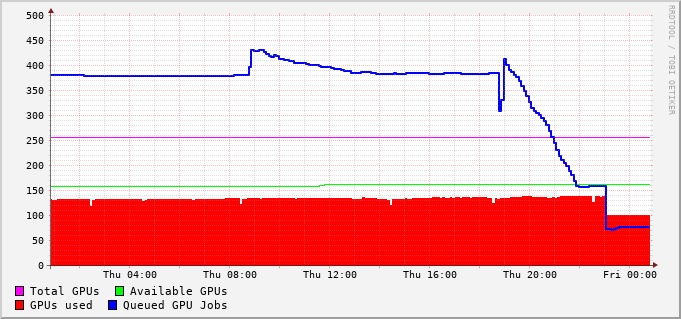 500
450
400
350
300
250
200
150
100
50
0
Thu 04:00 Thu 08:00 Thu 12:00 Thu 16:00 Thu 20:00 Fri 00:00
Total GPUs Available GPUs
GPUs used Queued GPU Jobs
RRDTOOL / TOBI OETIKER